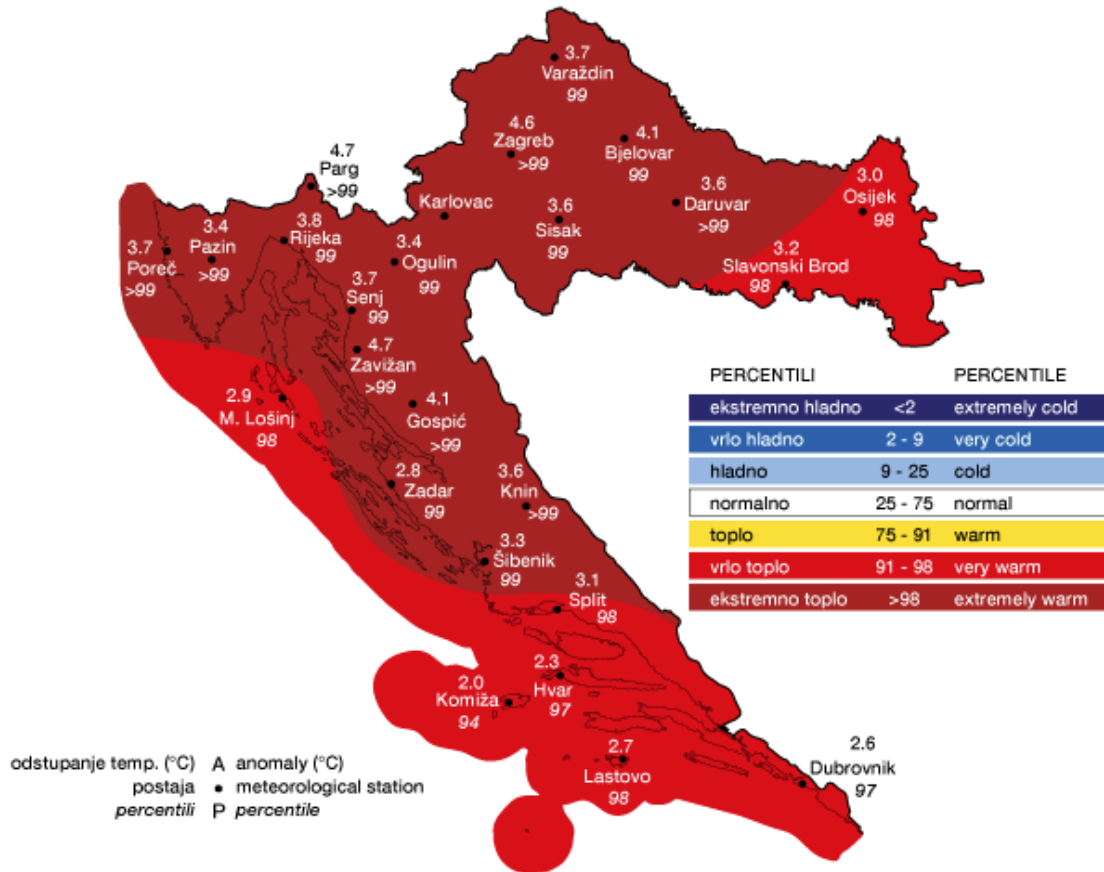 3.7
Varaždin
99
4.6
Zagreb
>99
4.1
Bjelovar
99
4.7
Parg
>99
3.6
Daruvar
>99
3.0
Osijek
98
Karlovac
3.6
Sisak
99
3.4
Pazin
>99
3.8
Rijeka
99
3.7
Poreč
>99
3.4
Ogulin
99
3.2
Slavonski Brod
98
3.7
Senj
99
4.7
Zavižan
>99
2.9
M. Lošinj
98
4.1
Gospić
>99
2.8
Zadar
99
3.6
Knin
>99
3.3
Šibenik
99
3.1
Split
98
2.3
Hvar
97
2.0
Komiža
94
2.7
Lastovo
98
2.6
Dubrovnik
97
PERCENTILI PERCENTILE
ekstremno hladno <2 extremely cold
vrlo hladno 2 - 9 very cold
hladno 9 - 25 cold
normalno 25 - 75 normal
toplo 75 - 91 warm
vrlo toplo 91 - 98 very warm
ekstremno toplo >98 extremely warm
odstupanje temp. (°C) A anomaly (°C)
postaja • meteorological station
percentili P percentile